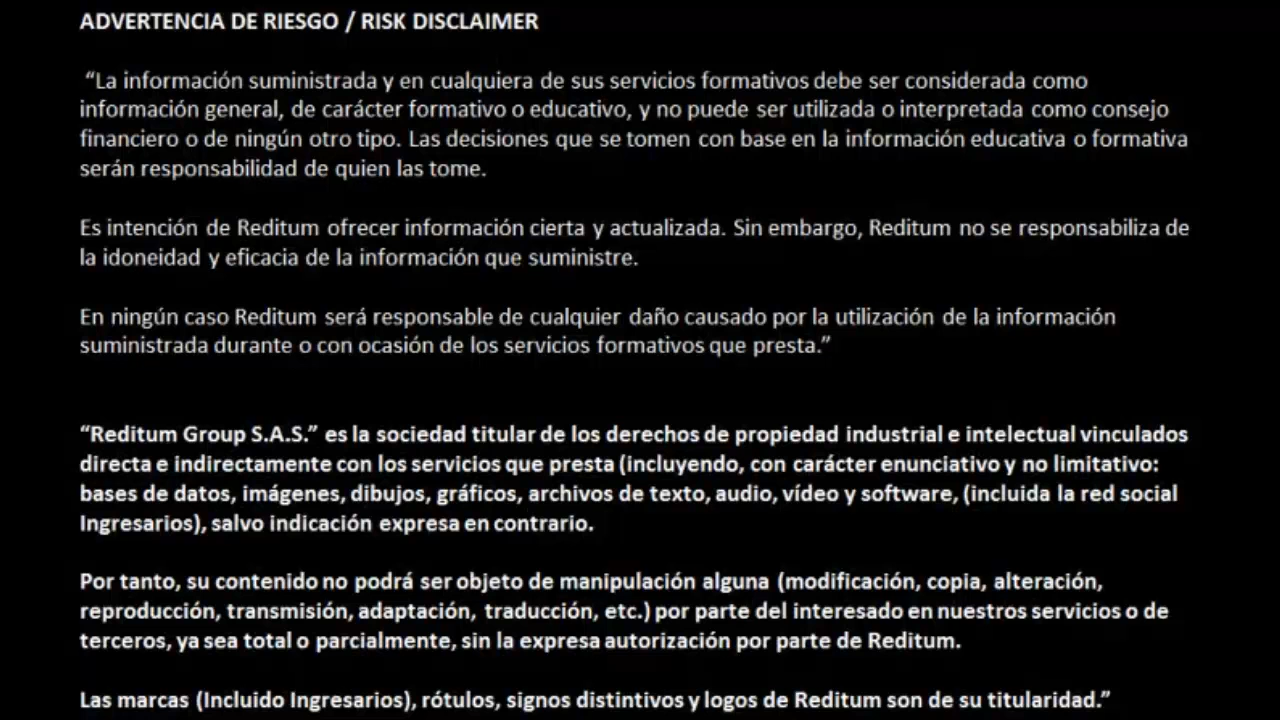 ADVERTENCIA DE RIESGO / RISK DISCLAIMER
“La información suministrada y en cualquiera de sus servicios formativos debe ser considerada como
información general, de carácter formativo o educativo, y no puede ser utilizada o interpretada como consejo
financiero o de ningún otro tipo. Las decisiones que se tomen con base en la información educativa o formativa
serán responsabilidad de quien las tome.
Es intención de Reditum ofrecer información cierta y actualizada. Sin embargo, Reditum no se responsabiliza de
la idoneidad y eficacia de la información que suministre.
En ningún caso Reditum será responsable de cualquier daño causado por la utilización de la información
suministrada durante o con ocasión de los servicios formativos que presta.”
“Reditum Group S.A.S.” es la sociedad titular de los derechos de propiedad industrial e intelectual vinculados
directa e indirectamente con los servicios que presta (incluyendo, con carácter enunciativo y no limitativo:
bases de datos, imágenes, dibujos, gráficos, archivos de texto, audio, vídeo y software, (incluida la red social
Ingresarios), salvo indicación expresa en contrario.
Por tanto, su contenido no podrá ser objeto de manipulación alguna (modificación, copia, alteración,
reproducción, transmisión, adaptación, traducción, etc.) por parte del interesado en nuestros servicios o de
terceros, ya sea total o parcialmente, sin la expresa autorización por parte de Reditum.
Las marcas (Incluido Ingresarios), rótulos, signos distintivos y logos de Reditum son de su titularidad.”